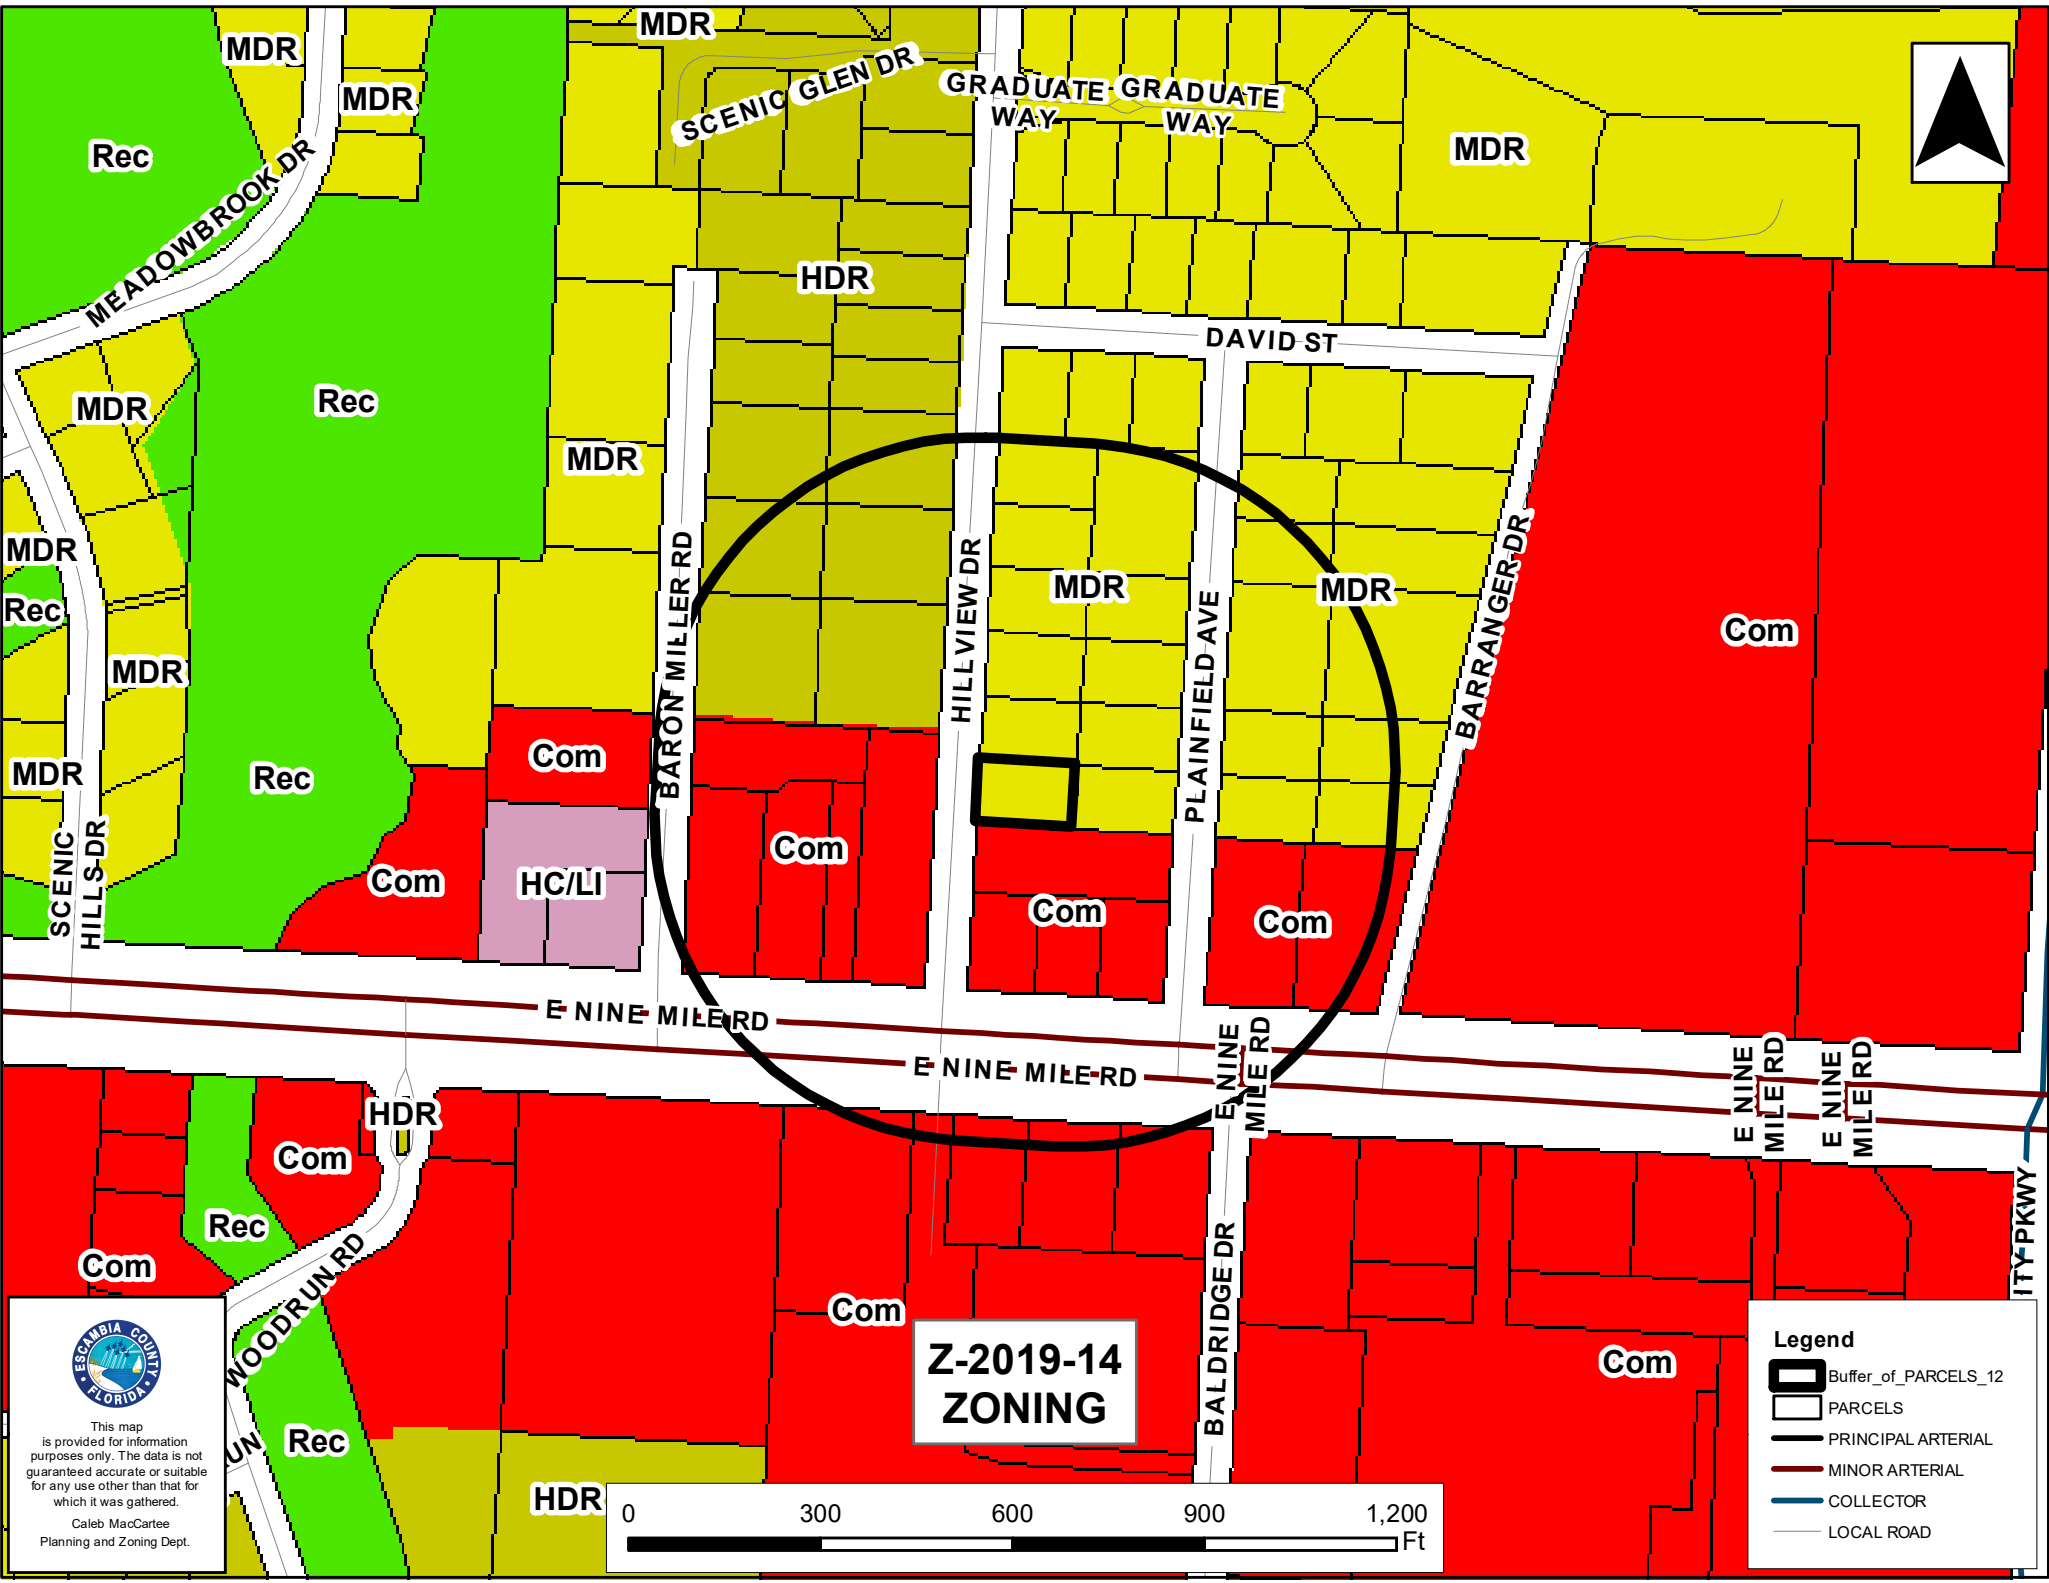 MDR
MDR
MDR
SCENIC GLEN DR
GRADUATE
WAY
GRADUATE
WAY
MDR
Rec
MEADOWBROOK DR
HDR
DAVID ST
MDR
Rec
MDR
MDR
Rec
MDR
MDR
SCENIC
HILLS DR
Rec
BARON MILLER RD
HILLVIEW DR
MDR
PLAINFIELD AVE
MDR
BARRANGER DR
Com
Com
Com
HC/LI
Com
Com
Com
E NINE MILE RD
E NINE MILE RD
E NINE
MILE RD
E NINE
MILE RD
E NINE
MILE RD
HDR
Com
Rec
Com
WOODRUN RD
Rec
HDR
Com
BALDRIDGE DR
Com
ITY PKWY
UN
Z-2019-14
ZONING
ESCAMBIA COUNTY
FLORIDA
This map
is provided for information
purposes only. The data is not
guaranteed accurate or suitable
for any use other than that for
which it was gathered.
Caleb MacCartee
Planning and Zoning Dept.
0 300 600 900 1,200
Ft
Legend
Buffer_of_PARCELS_12
PARCELS
PRINCIPAL ARTERIAL
MINOR ARTERIAL
COLLECTOR
LOCAL ROAD